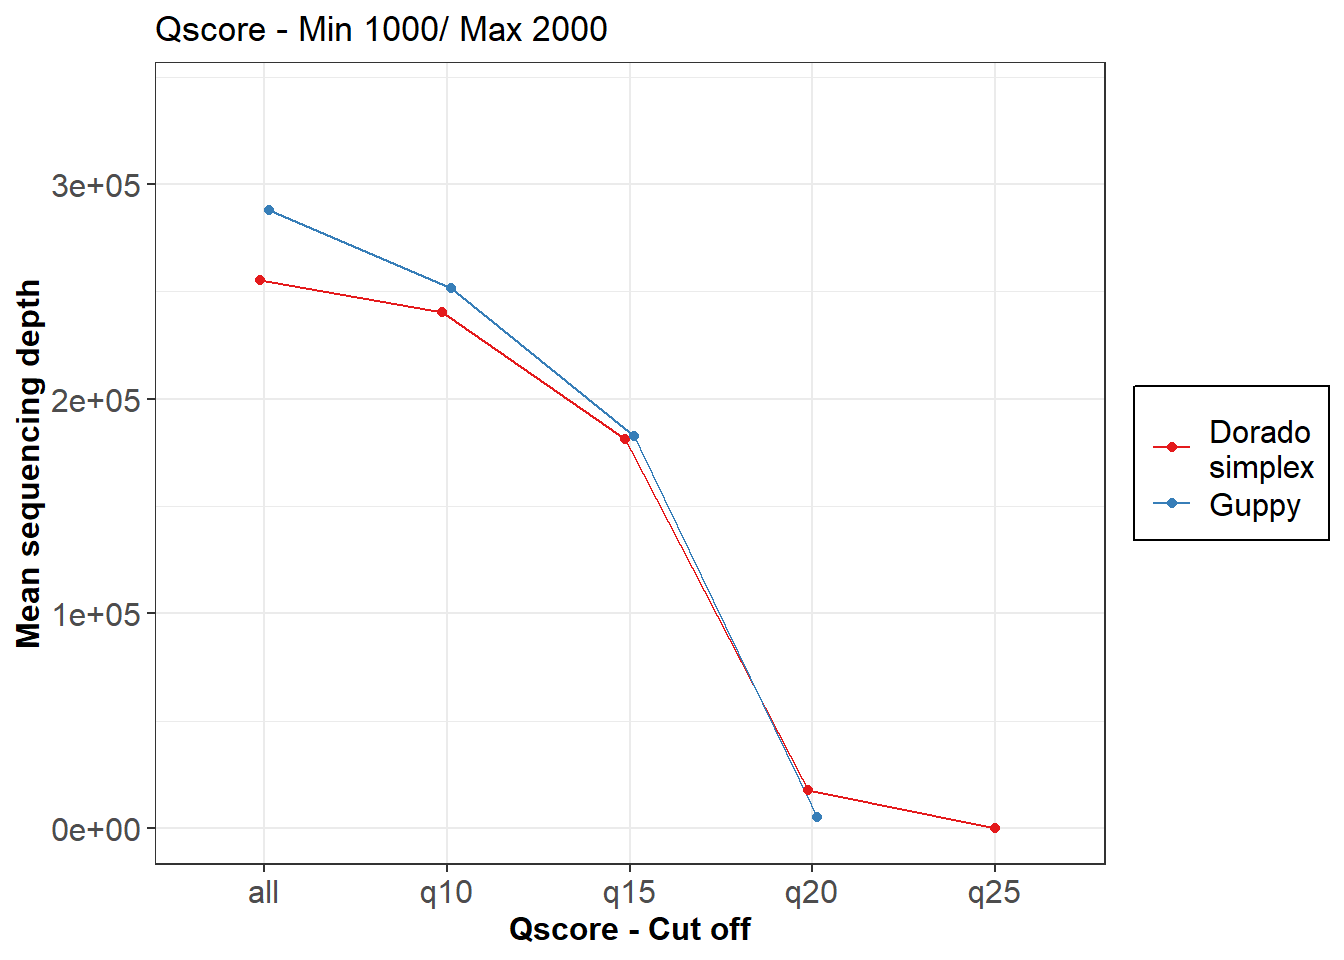 Qscore - Min 1000/ Max 2000
Mean sequencing depth
3e+05
2e+05
1e+05
0e+00
all
q10
q15
q20
q25
Qscore - Cut off
Dorado
simplex
Guppy